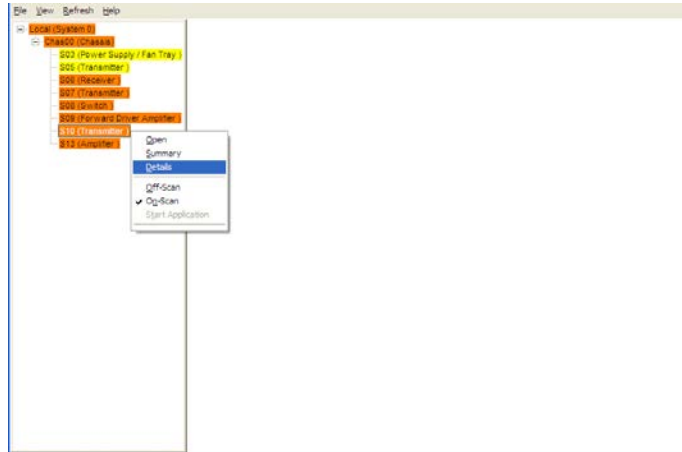 File View Refresh Help
Local (System 0)
Chas00 (Chassis)
S03 (Power Supply / Fan Tray )
S05 (Transmitter )
S06 (Receiver )
S07 (Transmitter )
S08 (Switch )
S09 (Forward Driver Amplifier )
S10 (Transmitter )
S13 (Amplifier )
Open
Summary
Details
Off-Scan
On-Scan
Start Application